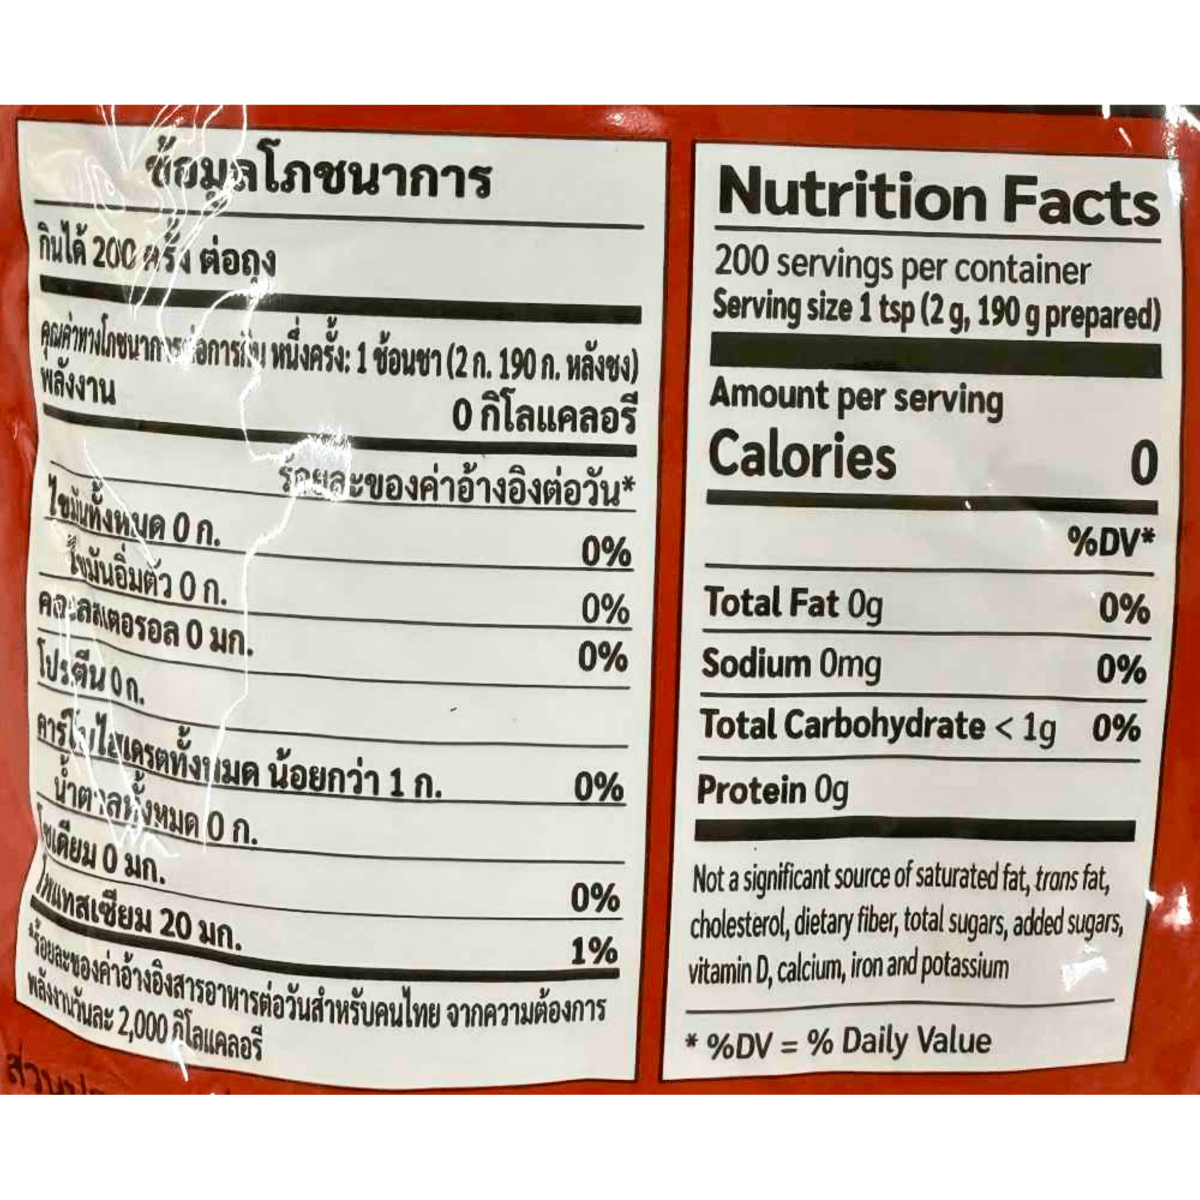 ข้อมูลโภชนาการ
กินได้ 200 ครั้ง ต่อถุง
คุณค่าทางโภชนาการต่อการกิน หนึ่งครั้ง: 1 ช้อนชา (2 ก. 190 ก. หลังชง)
พลังงาน 0 กิโลแคลอรี
ร้อยละของค่าอ้างอิงต่อวัน*
ไขมันทั้งหมด 0 ก. 0%
ไขมันอิ่มตัว 0 ก. 0%
คอเลสเตอรอล 0 มก. 0%
โปรตีน 0 ก.
คาร์โบไฮเดรตทั้งหมด น้อยกว่า 1 ก. 0%
น้ำตาลทั้งหมด 0 ก.
โซเดียม 0 มก. 0%
โพแทสเซียม 20 มก. 1%
*ร้อยละของค่าอ้างอิงสารอาหารต่อวันสำหรับคนไทย จากความต้องการ
พลังงานวันละ 2,000 กิโลแคลอรี
Nutrition Facts
200 servings per container
Serving size 1 tsp (2 g, 190 g prepared)
Amount per serving
Calories 0
%DV*
Total Fat 0g 0%
Sodium 0mg 0%
Total Carbohydrate < 1g 0%
Protein 0g
Not a significant source of saturated fat, trans fat,
cholesterol, dietary fiber, total sugars, added sugars,
vitamin D, calcium, iron and potassium
* %DV = % Daily Value